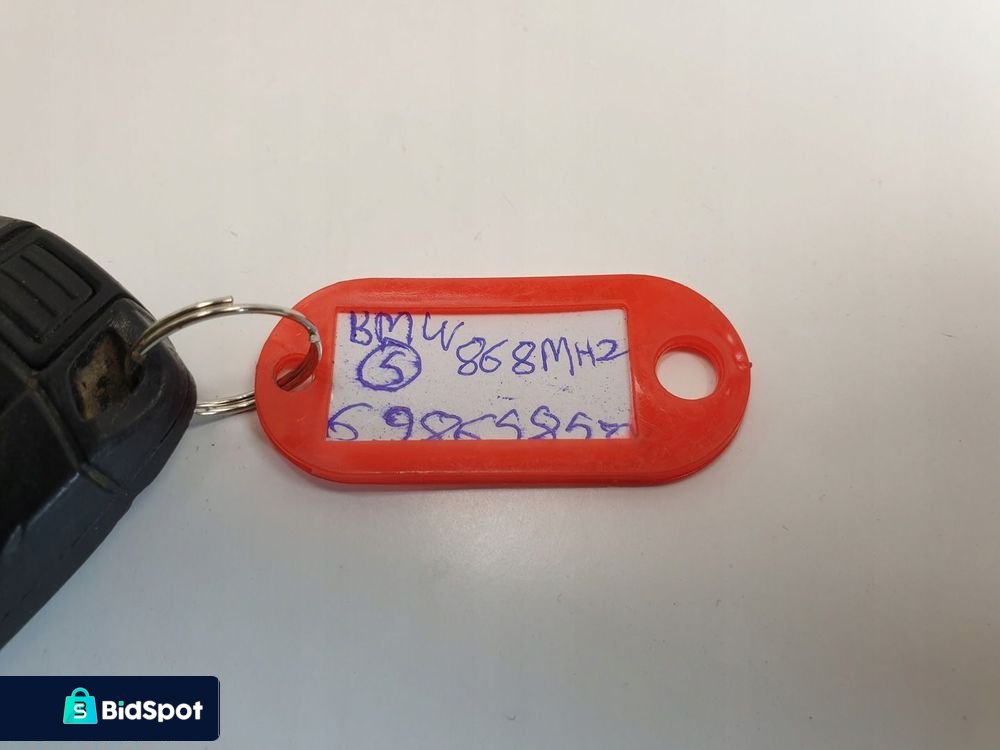 BMW
⑤ 868MHZ
BidSpot